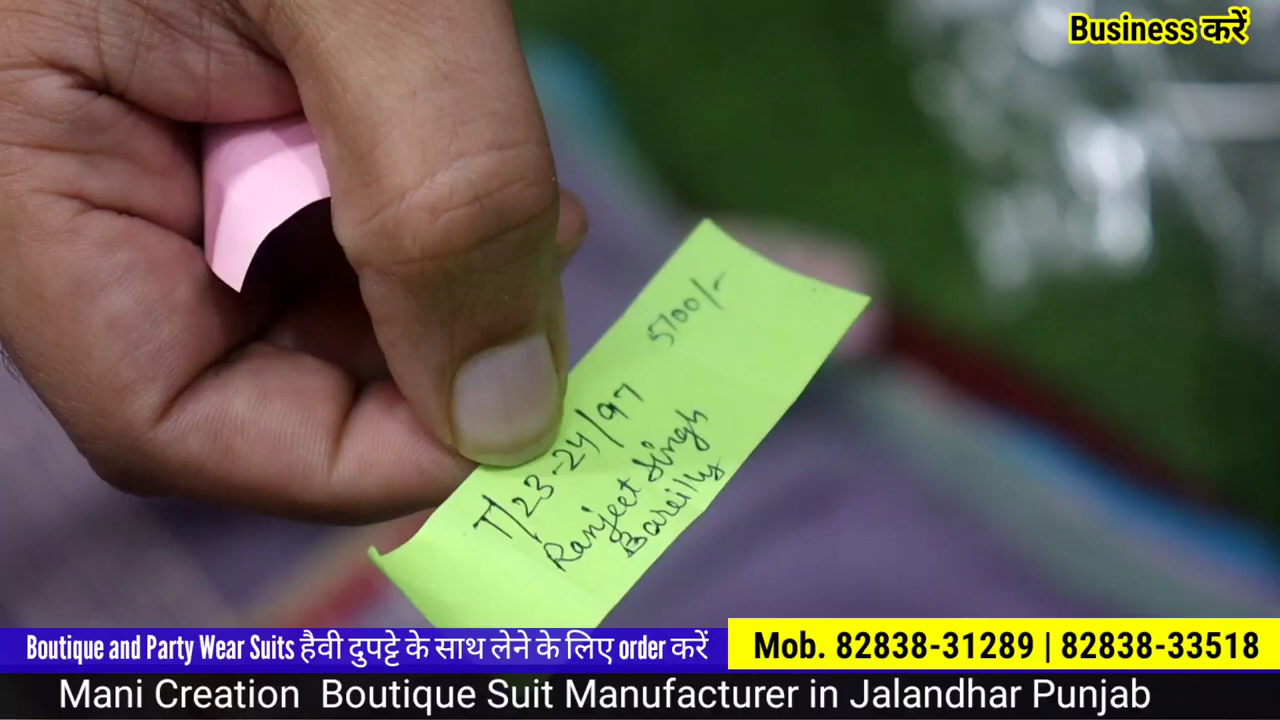 Business करें
5100/-
T/23-24/97
Ranjeet Singh
Bareilly
Boutique and Party Wear Suits हैवी दुपट्टे के साथ लेने के लिए order करें
Mob. 82838-31289 | 82838-33518
Mani Creation Boutique Suit Manufacturer in Jalandhar Punjab